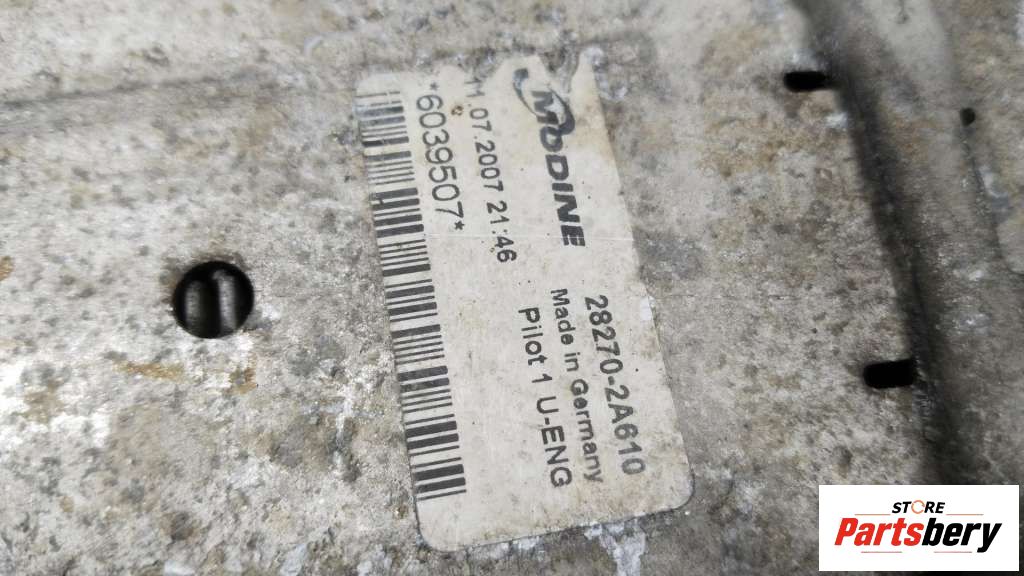 MODINE
28270-2A610
Made in Germany
11.07.2007 21:46
Pilot 1 U-ENG
*6039507*
STORE
Partsbery